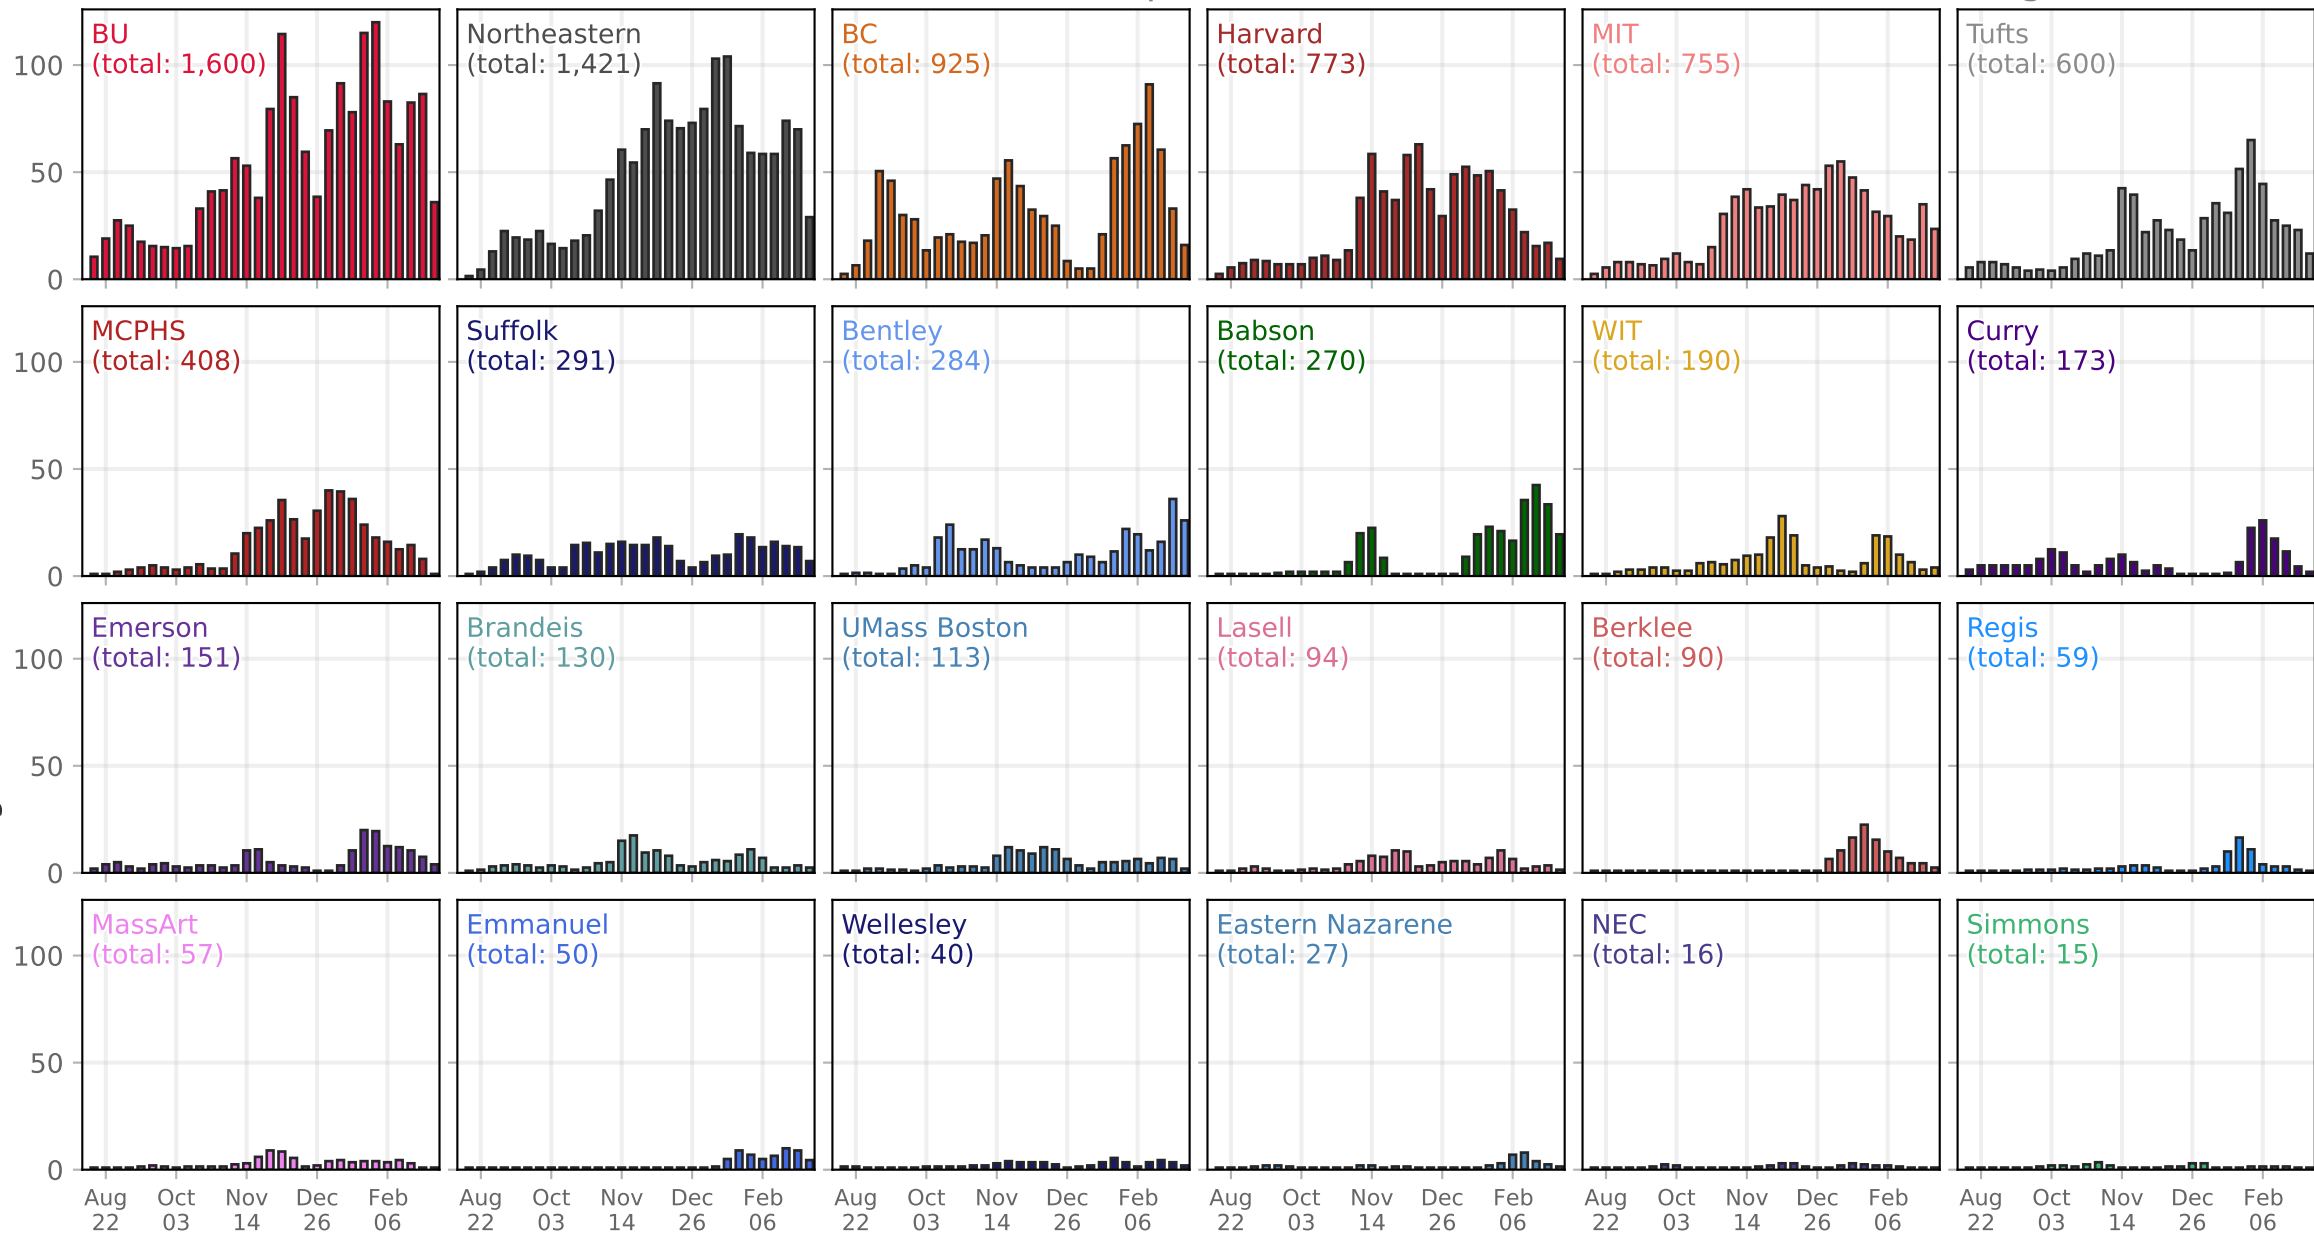 BU
(total: 1,600)
Northeastern
(total: 1,421)
BC
(total: 925)
Harvard
(total: 773)
MIT
(total: 755)
Tufts
(total: 600)
100
50
0
MCPHS
(total: 408)
Suffolk
(total: 291)
Bentley
(total: 284)
Babson
(total: 270)
WIT
(total: 190)
Curry
(total: 173)
100
50
0
Emerson
(total: 151)
Brandeis
(total: 130)
UMass Boston
(total: 113)
Lasell
(total: 94)
Berklee
(total: 90)
Regis
(total: 59)
100
50
0
MassArt
(total: 57)
Emmanuel
(total: 50)
Wellesley
(total: 40)
Eastern Nazarene
(total: 27)
NEC
(total: 16)
Simmons
(total: 15)
100
50
0
Aug 22
Oct 03
Nov 14
Dec 26
Feb 06
Aug 22
Oct 03
Nov 14
Dec 26
Feb 06
Aug 22
Oct 03
Nov 14
Dec 26
Feb 06
Aug 22
Oct 03
Nov 14
Dec 26
Feb 06
Aug 22
Oct 03
Nov 14
Dec 26
Feb 06
Aug 22
Oct 03
Nov 14
Dec 26
Feb 06